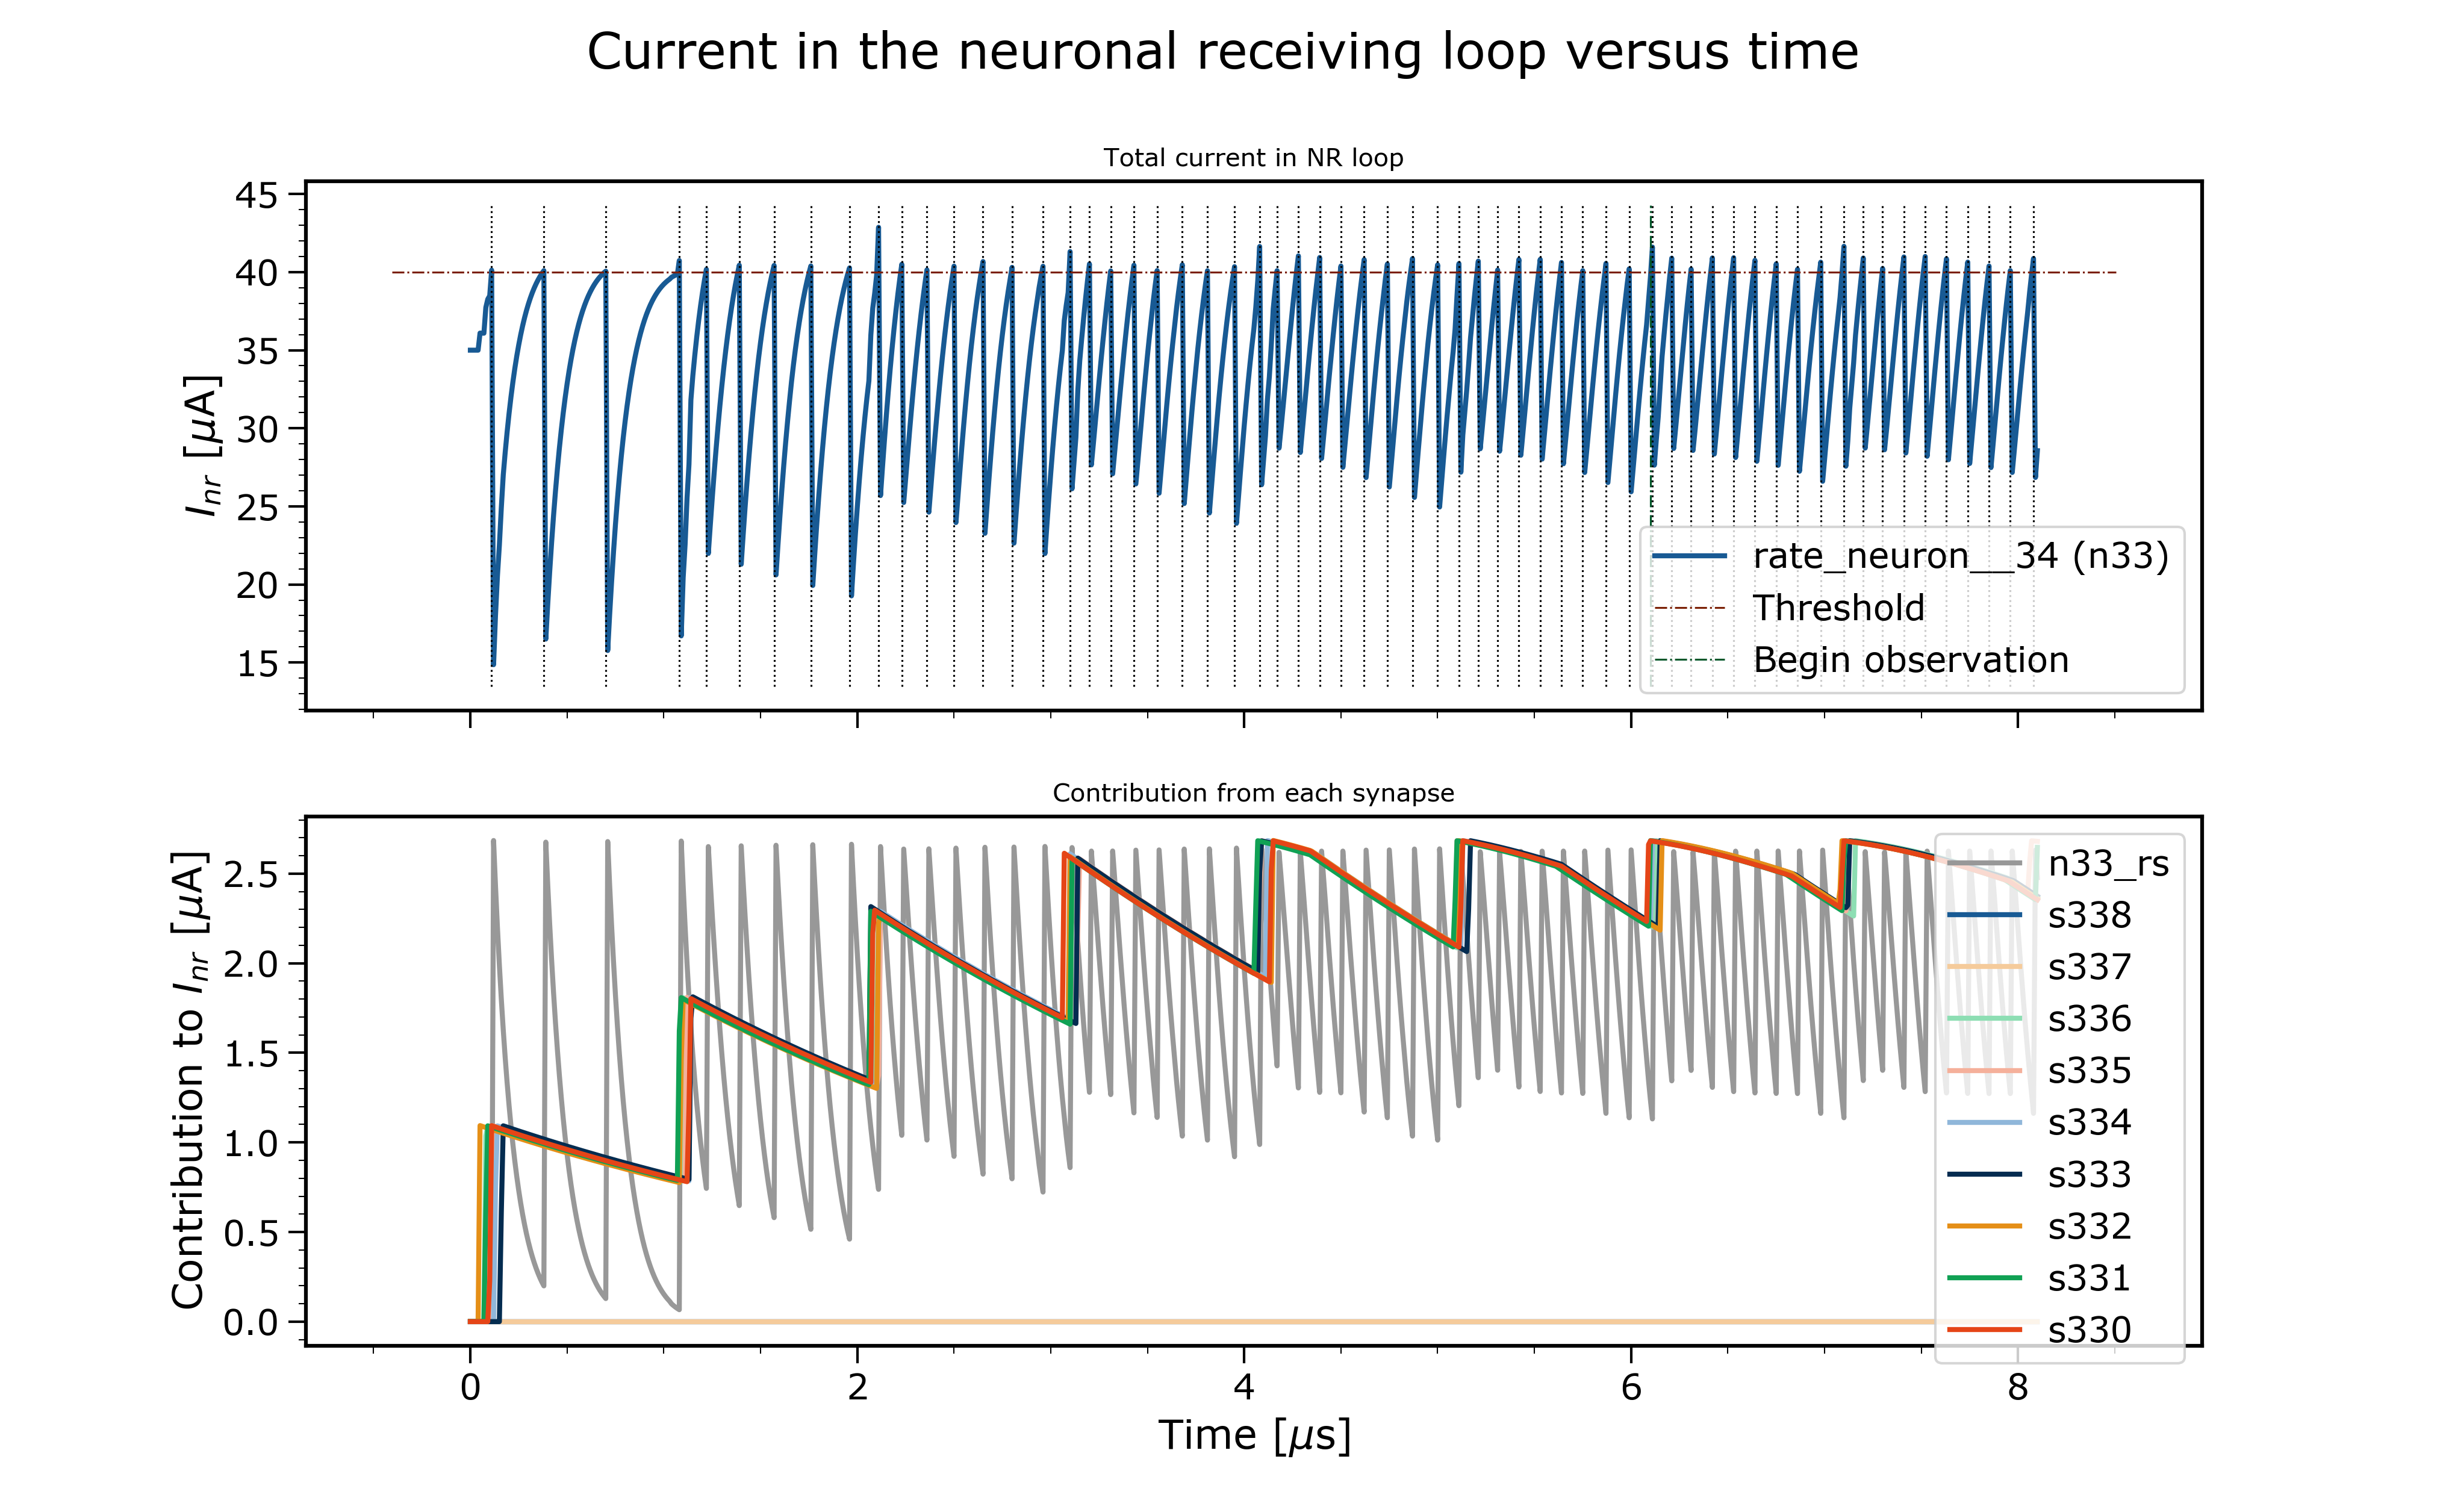 Current in the neuronal receiving loop versus time
Total current in NR loop
45
40
35
30
25
20
15
I_nr [μA]
rate_neuron__34 (n33)
Threshold
Begin observation
Contribution from each synapse
2.5
2.0
1.5
1.0
0.5
0.0
Contribution to I_nr [μA]
n33_rs
s338
s337
s336
s335
s334
s333
s332
s331
s330
0 2 4 6 8
Time [μs]